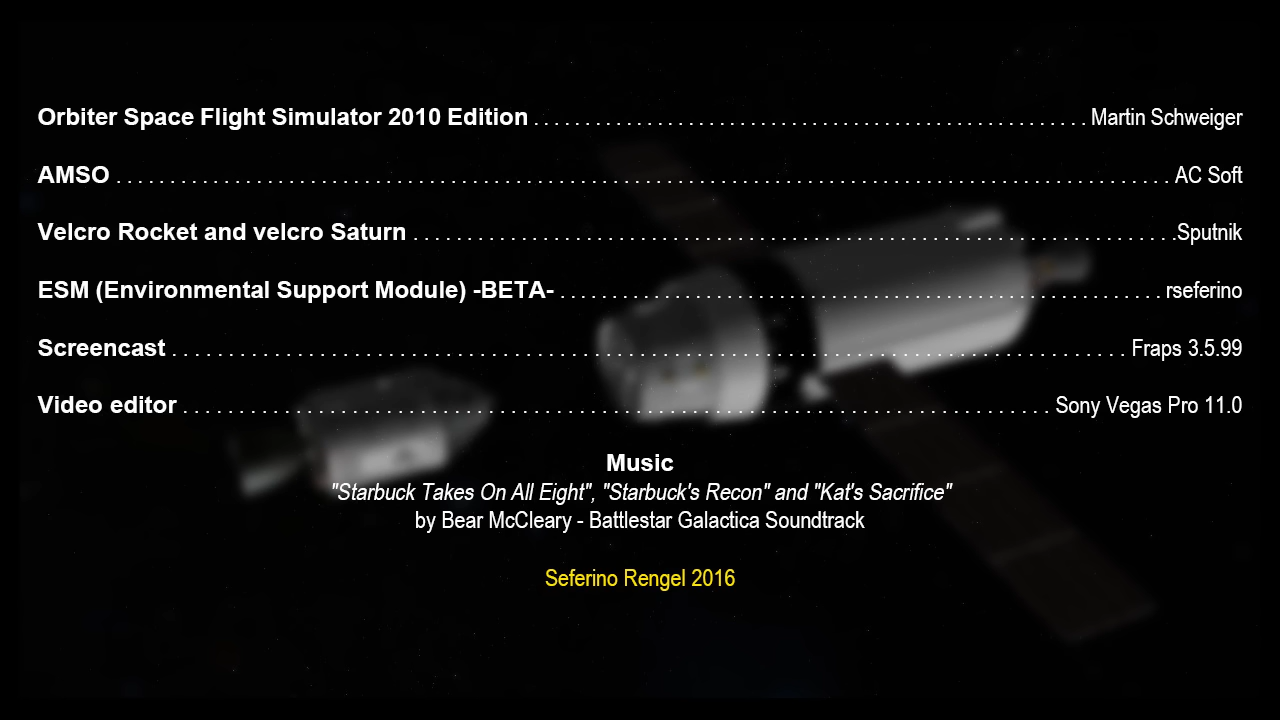 Orbiter Space Flight Simulator 2010 Edition . . . . . . . . . . . . . . . . . . . . . . . . . . . . . . . . . . . . . . . . . . . . . . . . . . . Martin Schweiger
AMSO . . . . . . . . . . . . . . . . . . . . . . . . . . . . . . . . . . . . . . . . . . . . . . . . . . . . . . . . . . . . . . . . . . . . . . . . . . . . . . . . . . . . . . . . . . . . . . . . . . AC Soft
Velcro Rocket and velcro Saturn . . . . . . . . . . . . . . . . . . . . . . . . . . . . . . . . . . . . . . . . . . . . . . . . . . . . . . . . . . . . . . . . . . . . . . .Sputnik
ESM (Environmental Support Module) -BETA- . . . . . . . . . . . . . . . . . . . . . . . . . . . . . . . . . . . . . . . . . . . . . . . . . . . . . . . . rseferino
Screencast . . . . . . . . . . . . . . . . . . . . . . . . . . . . . . . . . . . . . . . . . . . . . . . . . . . . . . . . . . . . . . . . . . . . . . . . . . . . . . . . . . . . . . . . Fraps 3.5.99
Video editor . . . . . . . . . . . . . . . . . . . . . . . . . . . . . . . . . . . . . . . . . . . . . . . . . . . . . . . . . . . . . . . . . . . . . . . . . . . . . . . . Sony Vegas Pro 11.0
Music
"Starbuck Takes On All Eight", "Starbuck's Recon" and "Kat's Sacrifice"
by Bear McCleary - Battlestar Galactica Soundtrack
Seferino Rengel 2016